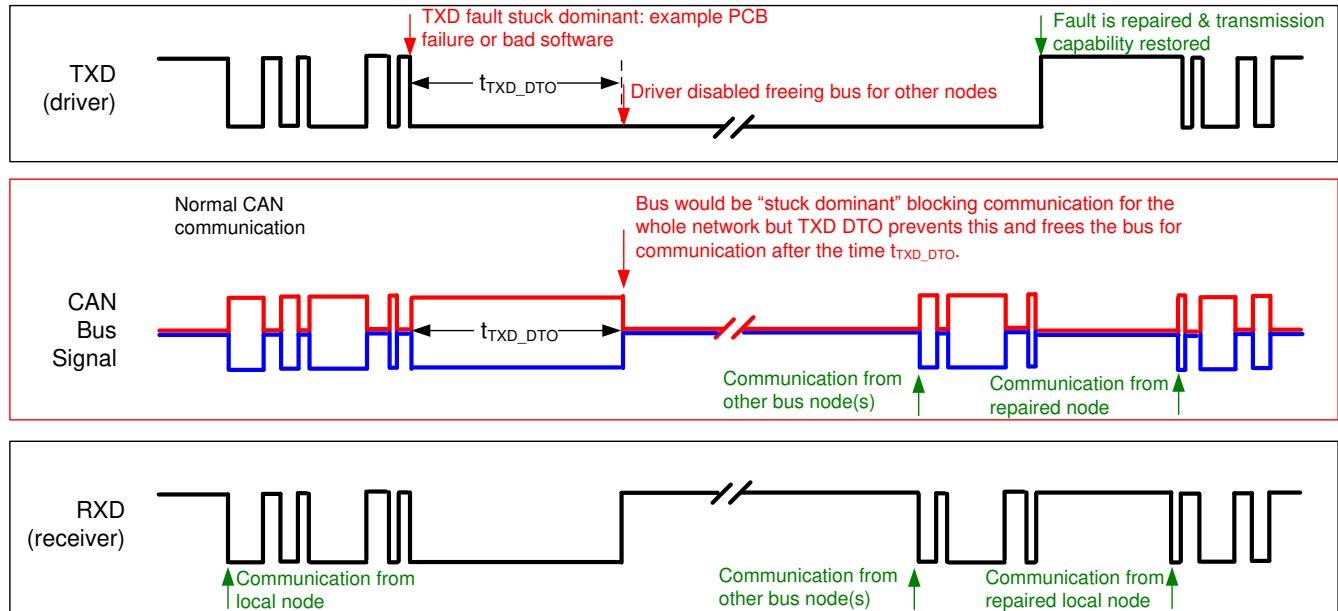 TXD fault stuck dominant: example PCB
failure or bad software
Fault is repaired & transmission
capability restored
TXD
(driver)
tTXD_DTO
Driver disabled freeing bus for other nodes
Normal CAN
communication
Bus would be “stuck dominant” blocking communication for the
whole network but TXD DTO prevents this and frees the bus for
communication after the time tTXD_DTO.
CAN
Bus
Signal
tTXD_DTO
Communication from
other bus node(s)
Communication from
repaired node
RXD
(receiver)
Communication from
local node
Communication from
other bus node(s)
Communication from
repaired local node